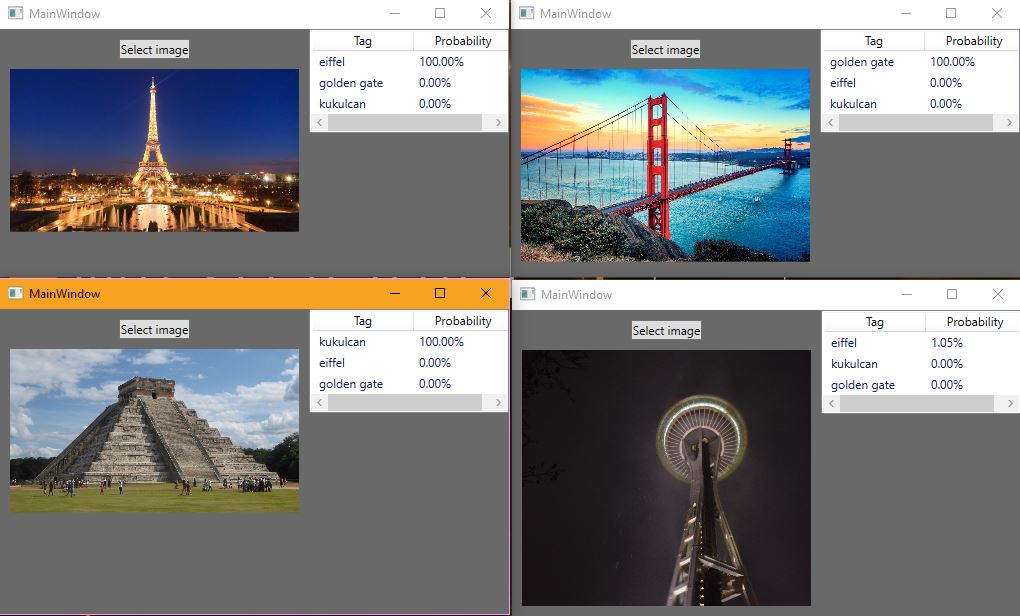 MainWindow
Select image
Tag Probability
eiffel 100.00%
golden gate 0.00%
kukulcan 0.00%
MainWindow
Select image
Tag Probability
golden gate 100.00%
eiffel 0.00%
kukulcan 0.00%
MainWindow
Select image
Tag Probability
kukulcan 100.00%
eiffel 0.00%
golden gate 0.00%
MainWindow
Select image
Tag Probability
eiffel 1.05%
kukulcan 0.00%
golden gate 0.00%